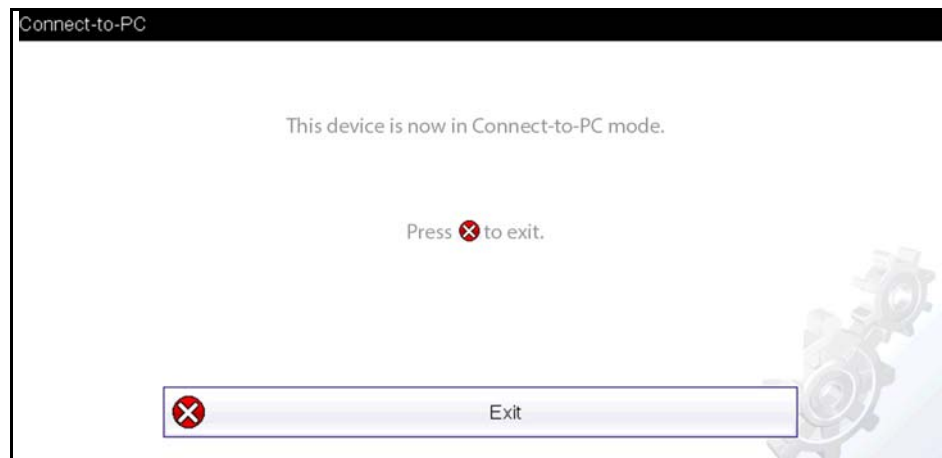 Connect-to-PC
This device is now in Connect-to-PC mode.
Press to exit.
Exit